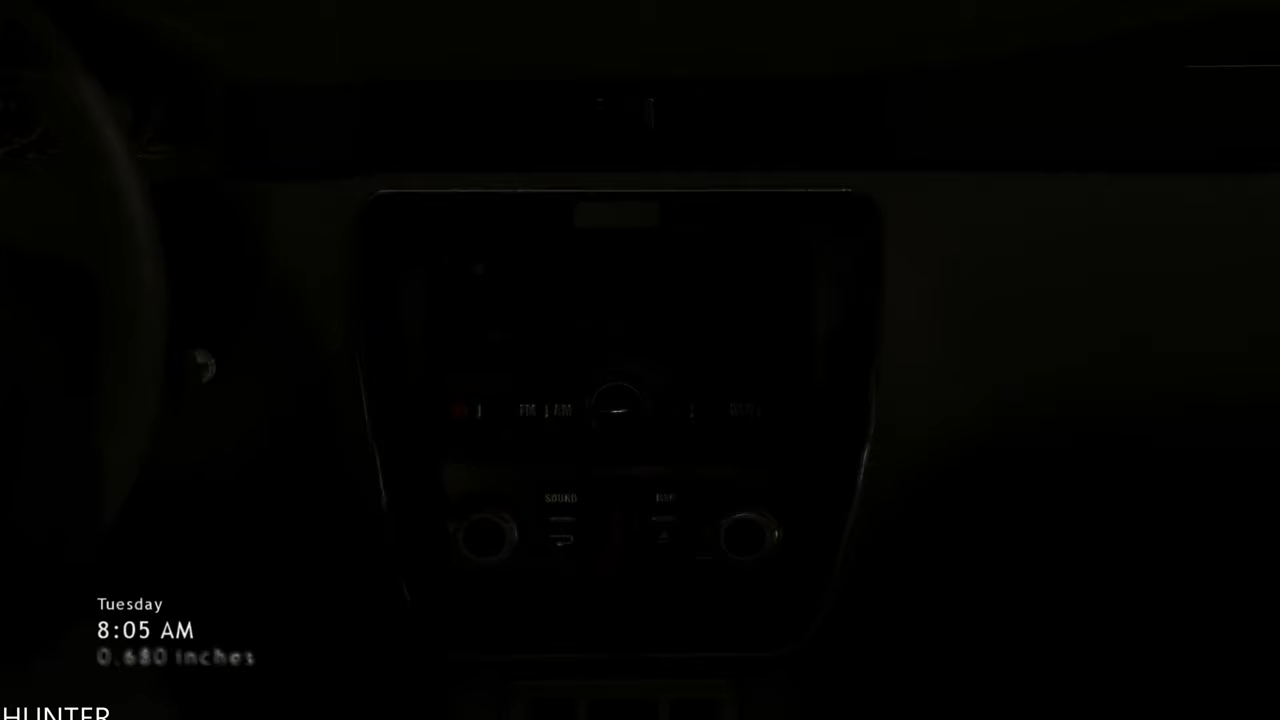 FM AM
SOUND
Tuesday
8:05 AM
0.680 inches
HUNTER